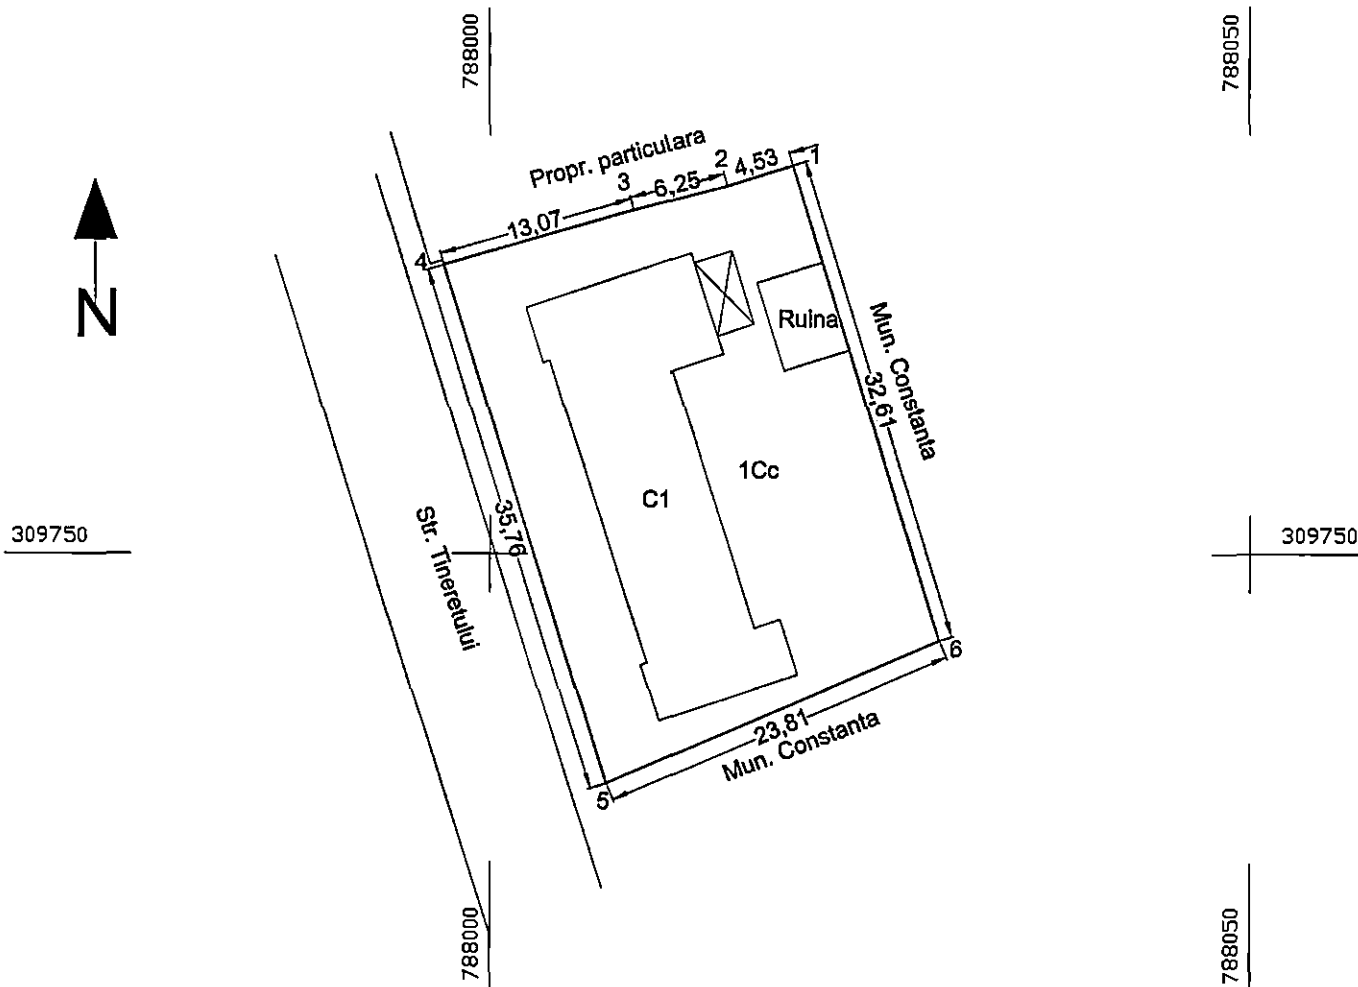 788000
788050
Propr. particulara
1
2
4,53
3
6,25
13,07
4
N
Ruina
Mun. Constanta
32,61
1Cc
C1
35,76
Str. Tineretului
309750
309750
6
23,81
Mun. Constanta
5
788000
788050